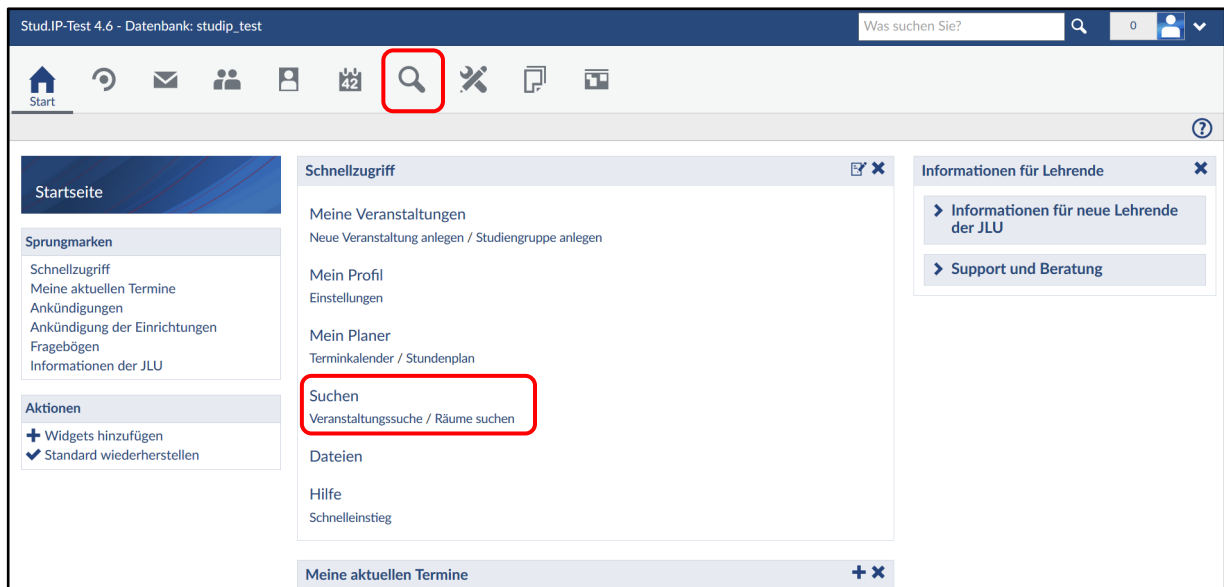 Stud.IP-Test 4.6 - Datenbank: studip_test
Was suchen Sie?
0
42
Start
Startseite
Sprungmarken
Schnellzugriff
Meine aktuellen Termine
Ankündigungen
Ankündigung der Einrichtungen
Fragebögen
Informationen der JLU
Aktionen
Widgets hinzufügen
Standard wiederherstellen
Schnellzugriff
Meine Veranstaltungen
Neue Veranstaltung anlegen / Studiengruppe anlegen
Mein Profil
Einstellungen
Mein Planer
Terminkalender / Stundenplan
Suchen
Veranstaltungssuche / Räume suchen
Dateien
Hilfe
Schnelleinstieg
Meine aktuellen Termine
Informationen für Lehrende
Informationen für neue Lehrende
der JLU
Support und Beratung